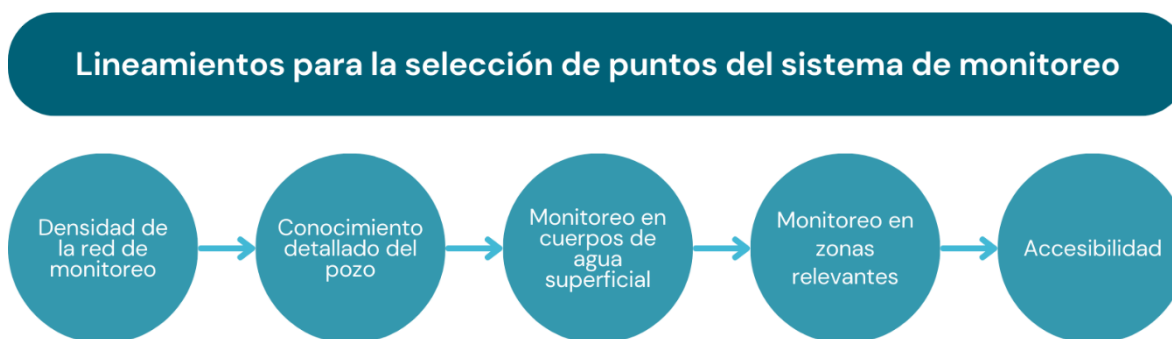 Lineamientos para la selección de puntos del sistema de monitoreo
Densidad de
la red de
monitoreo
Conocimiento
detallado del
pozo
Monitoreo en
cuerpos de
agua
superficial
Monitoreo en
zonas
relevantes
Accesibilidad